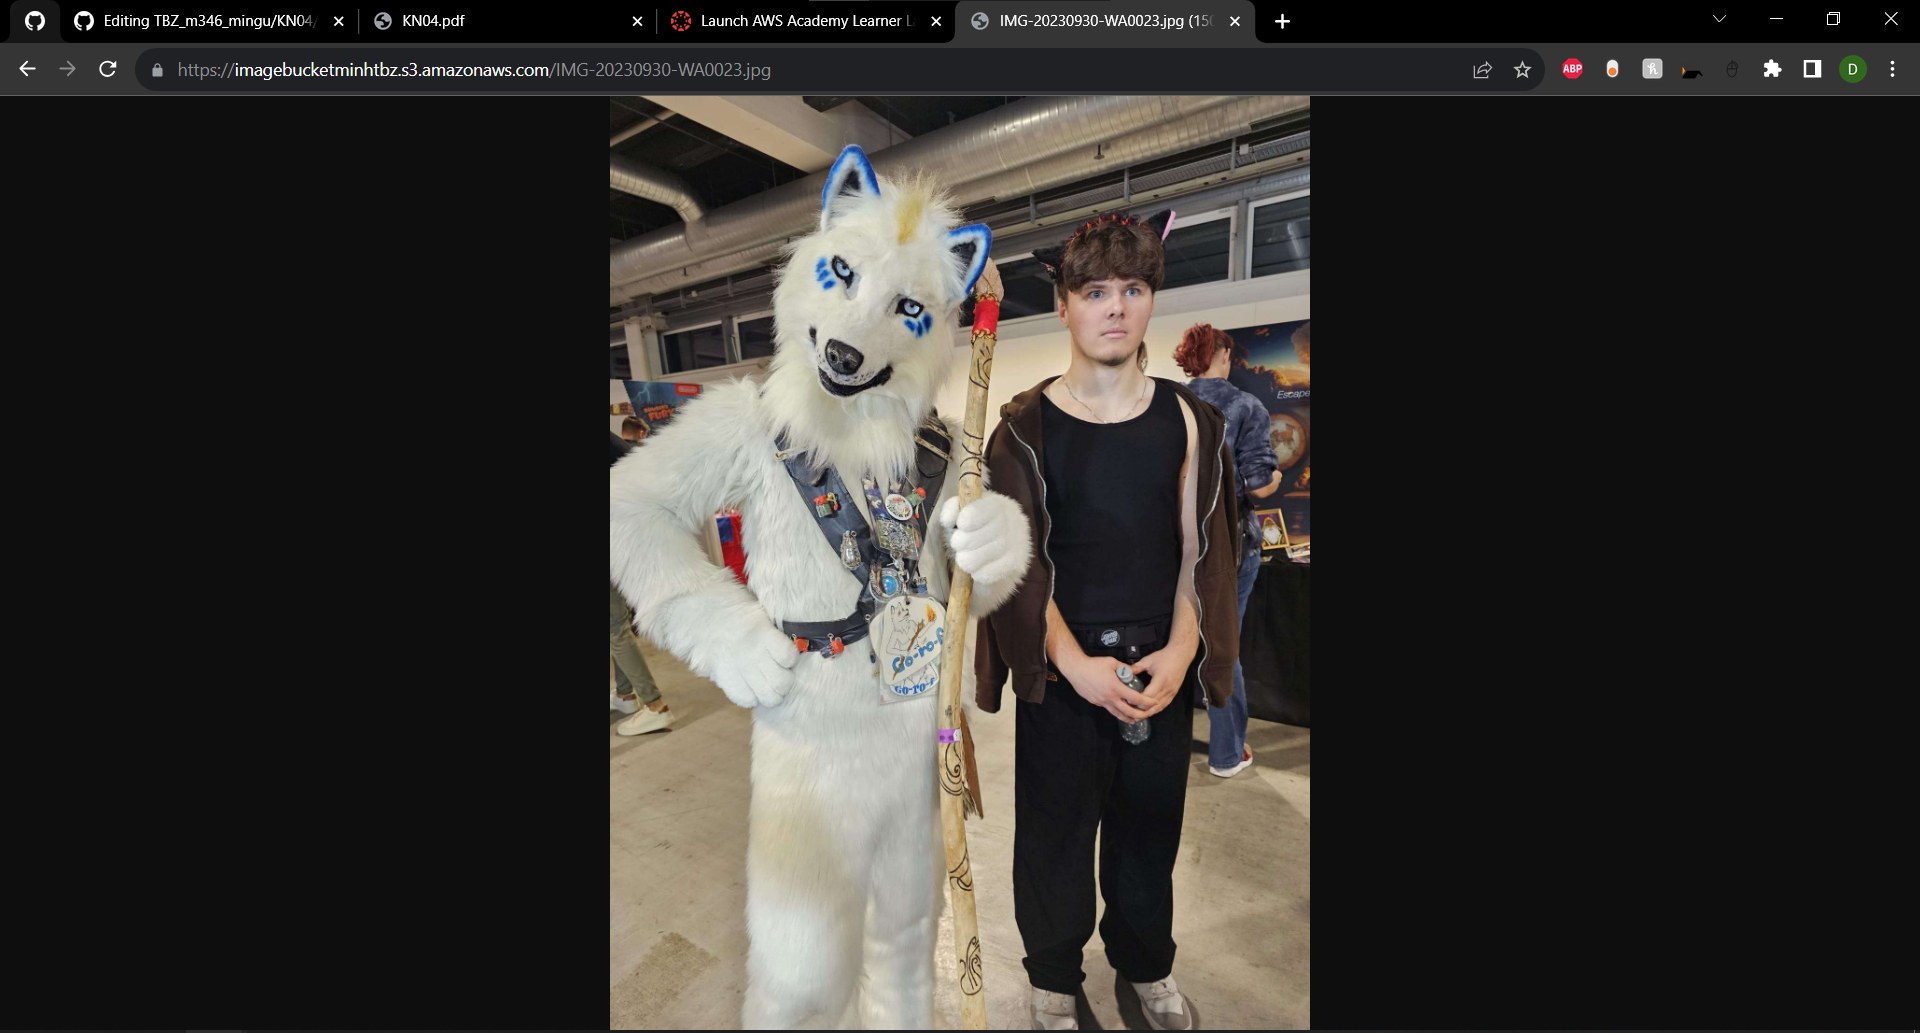 Editing TBZ_m346_mingu/KN04/
KN04.pdf
Launch AWS Academy Learner L
IMG-20230930-WA0023.jpg (150
https://imagebucketminhtbz.s3.amazonaws.com/IMG-20230930-WA0023.jpg
ABP
D
Escape
Go-ro-f
Go-ro-f